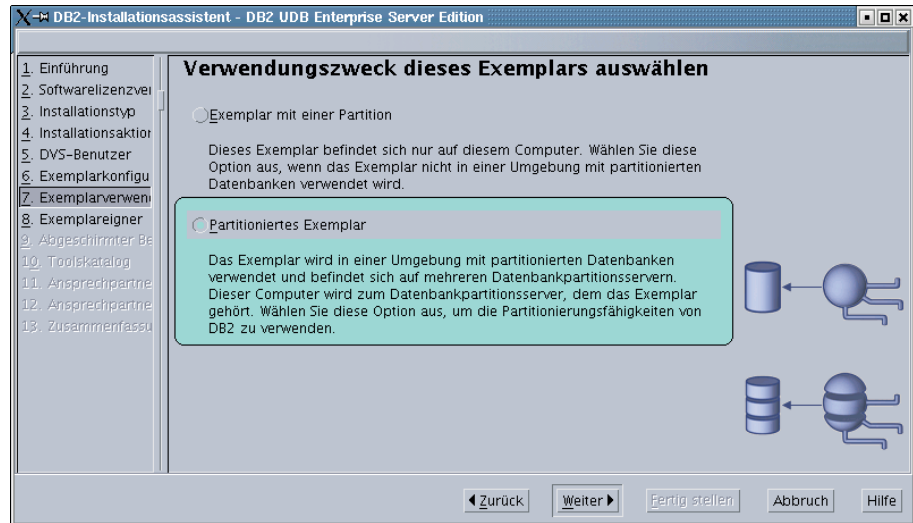 DB2-Installationsassistent - DB2 UDB Enterprise Server Edition
1. Einführung
2. Softwarelizenzver
3. Installationstyp
4. Installationsaktion
5. DVS-Benutzer
6. Exemplarkonfigu
7. Exemplarverwen
8. Exemplareigner
9. Abgeschirmter Be
10. Toolskatalog
11. Ansprechpartne
12. Ansprechpartne
13. Zusammenfassu
Verwendungszweck dieses Exemplars auswählen
Exemplar mit einer Partition
Dieses Exemplar befindet sich nur auf diesem Computer. Wählen Sie diese
Option aus, wenn das Exemplar nicht in einer Umgebung mit partitionierten
Datenbanken verwendet wird.
Partitioniertes Exemplar
Das Exemplar wird in einer Umgebung mit partitionierten Datenbanken
verwendet und befindet sich auf mehreren Datenbankpartitionsservern.
Dieser Computer wird zum Datenbankpartitionsserver, dem das Exemplar
gehört. Wählen Sie diese Option aus, um die Partitionierungsfähigkeiten von
DB2 zu verwenden.
Zurück
Weiter
Fertig stellen
Abbruch
Hilfe